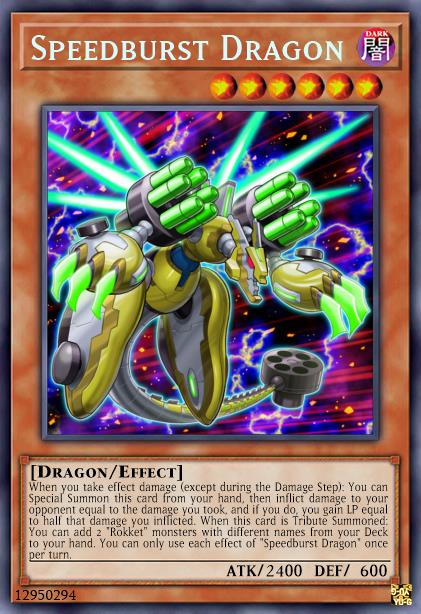 SPEEDBURST DRAGON
DARK
闇
[DRAGON/EFFECT]
When you take effect damage (except during the Damage Step): You can
Special Summon this card from your hand, then inflict damage to your
opponent equal to the damage you took, and if you do, you gain LP equal
to half that damage you inflicted. When this card is Tribute Summoned:
You can add 2 "Rokket" monsters with different names from your Deck
to your hand. You can only use each effect of "Speedburst Dragon" once
per turn.
ATK/2400 DEF/ 600
12950294